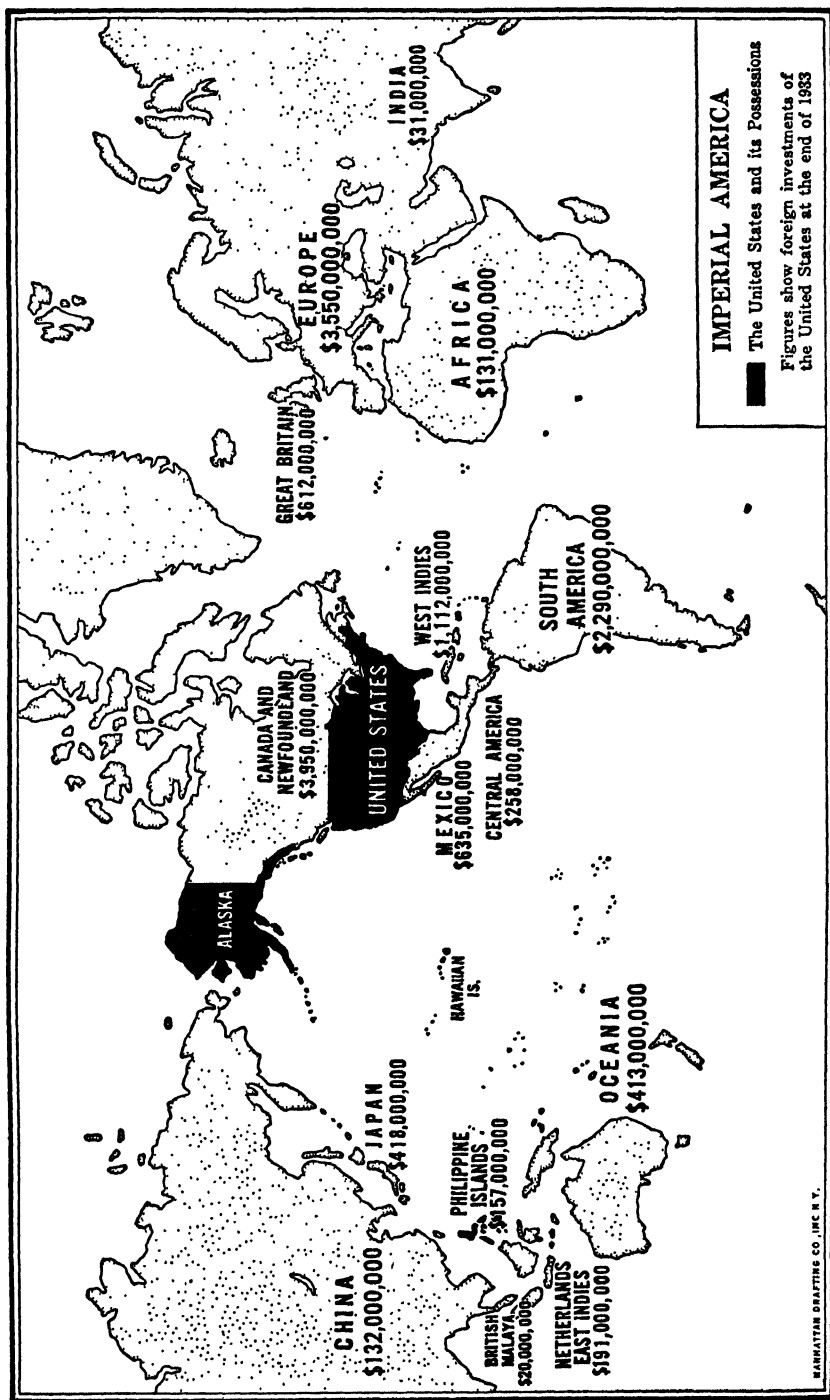 ALASKA
CANADA AND
NEWFOUNDLAND
$3,950,000,000
UNITED STATES
GREAT BRITAIN
$612,000,000
EUROPE
$3,550,000,000
INDIA
$31,000,000
CHINA
$132,000,000
JAPAN
$418,000,000
PHILIPPINE
ISLANDS
$157,000,000
BRITISH
MALAYA
$20,000,000
NETHERLANDS
EAST INDIES
$191,000,000
HAWAIIAN
IS.
OCEANIA
$413,000,000
MEXICO
$635,000,000
CENTRAL AMERICA
$258,000,000
WEST INDIES
$1,112,000,000
SOUTH
AMERICA
$2,290,000,000
AFRICA
$131,000,000
IMPERIAL AMERICA
The United States and its Possessions
Figures show foreign investments of
the United States at the end of 1933
MANHATTAN DRAFTING CO., INC N.Y.